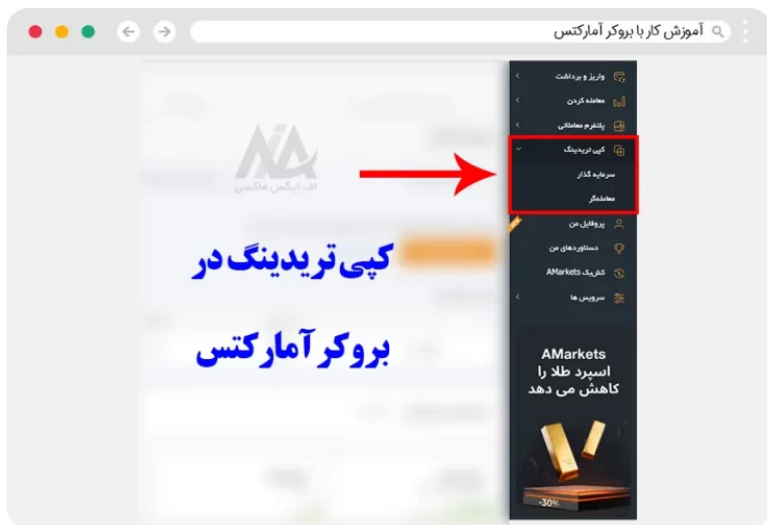 آموزش کار با بروکر آمارکتس
واریز و برداشت
معامله کردن
پلتفرم معاملاتی
کپی تریدینگ
سرمایه گذار
معامله‌گر
پروفایل من
دستاوردهای من
کش‌بک AMarkets
سرویس ها
اف ایکس ماکسی
کپی تریدینگ در
بروکر آمارکتس
AMarkets
اسپرد طلا را
کاهش می دهد
-30%